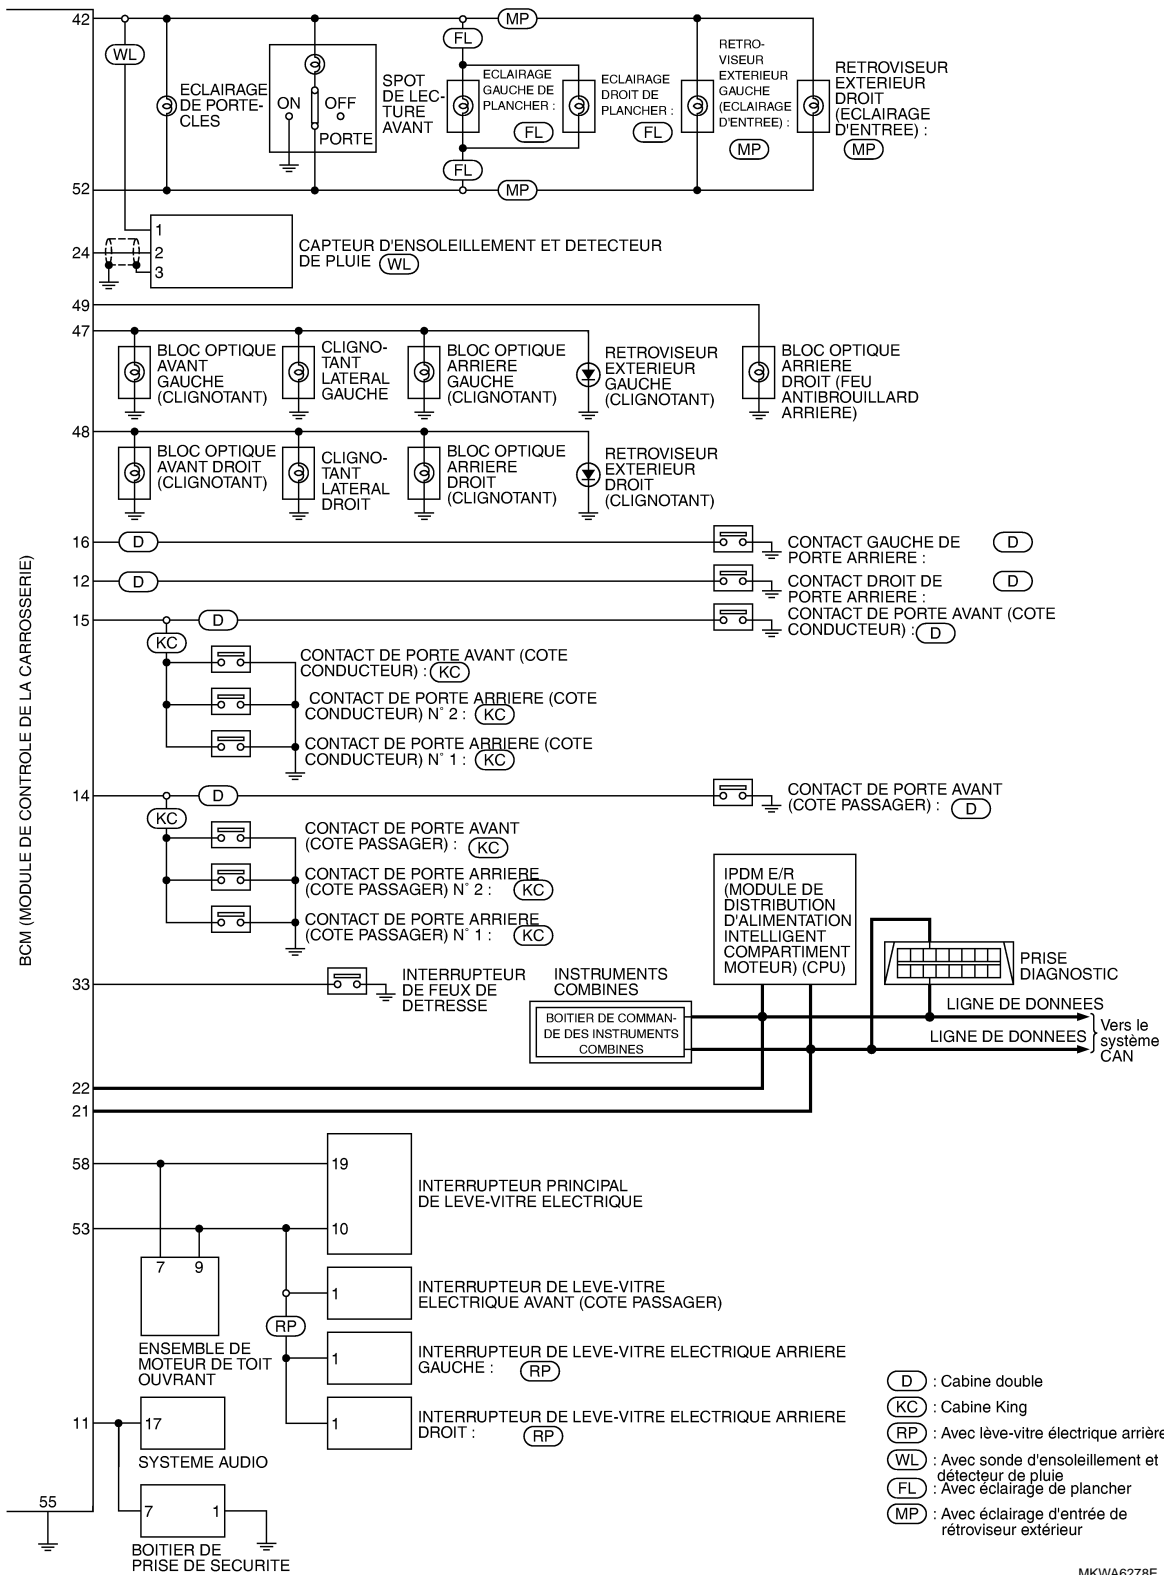 42
MP
WL
FL
ECLAIRAGE
DE PORTE-
CLES
ON
OFF
PORTE
SPOT
DE LEC-
TURE
AVANT
ECLAIRAGE
GAUCHE DE
PLANCHER :
FL
ECLAIRAGE
DROIT DE
PLANCHER :
FL
RETRO-
VISEUR
EXTERIEUR
GAUCHE
(ECLAIRAGE
D'ENTREE) :
MP
RETROVISEUR
EXTERIEUR
DROIT
(ECLAIRAGE
D'ENTREE) :
MP
FL
52
MP
24
1
2
3
CAPTEUR D'ENSOLEILLEMENT ET DETECTEUR
DE PLUIE WL
49
47
BLOC OPTIQUE
AVANT
GAUCHE
(CLIGNOTANT)
CLIGNO-
TANT
LATERAL
GAUCHE
BLOC OPTIQUE
ARRIERE
GAUCHE
(CLIGNOTANT)
RETROVISEUR
EXTERIEUR
GAUCHE
(CLIGNOTANT)
BLOC OPTIQUE
ARRIERE
DROIT (FEU
ANTIBROUILLARD
ARRIERE)
48
BLOC OPTIQUE
AVANT DROIT
(CLIGNOTANT)
CLIGNO-
TANT
LATERAL
DROIT
BLOC OPTIQUE
ARRIERE
DROIT
(CLIGNOTANT)
RETROVISEUR
EXTERIEUR
DROIT
(CLIGNOTANT)
BCM (MODULE DE CONTROLE DE LA CARROSSERIE)
16
D
CONTACT GAUCHE DE D
PORTE ARRIERE :
12
D
CONTACT DROIT DE D
PORTE ARRIERE :
15
D
CONTACT DE PORTE AVANT (COTE
CONDUCTEUR) : D
KC
CONTACT DE PORTE AVANT (COTE
CONDUCTEUR) : KC
CONTACT DE PORTE ARRIERE (COTE
CONDUCTEUR) N° 2 : KC
CONTACT DE PORTE ARRIERE (COTE
CONDUCTEUR) N° 1 : KC
14
D
CONTACT DE PORTE AVANT
(COTE PASSAGER) : D
KC
CONTACT DE PORTE AVANT
(COTE PASSAGER) : KC
CONTACT DE PORTE ARRIERE
(COTE PASSAGER) N° 2 : KC
CONTACT DE PORTE ARRIERE
(COTE PASSAGER) N° 1 : KC
IPDM E/R
(MODULE DE
DISTRIBUTION
D'ALIMENTATION
INTELLIGENT
COMPARTIMENT
MOTEUR) (CPU)
PRISE
DIAGNOSTIC
33
INTERRUPTEUR
DE FEUX DE
DETRESSE
INSTRUMENTS
COMBINES
BOITIER DE COMMAN-
DE DES INSTRUMENTS
COMBINES
LIGNE DE DONNEES
LIGNE DE DONNEES
Vers le
système
CAN
22
21
58
19
INTERRUPTEUR PRINCIPAL
DE LEVE-VITRE ELECTRIQUE
53
10
7 9
ENSEMBLE DE
MOTEUR DE TOIT
OUVRANT
1
INTERRUPTEUR DE LEVE-VITRE
ELECTRIQUE AVANT (COTE PASSAGER)
RP
1
INTERRUPTEUR DE LEVE-VITRE ELECTRIQUE ARRIERE
GAUCHE : RP
1
INTERRUPTEUR DE LEVE-VITRE ELECTRIQUE ARRIERE
DROIT : RP
11
17
SYSTEME AUDIO
7 1
BOITIER DE
PRISE DE SECURITE
55
D : Cabine double
KC : Cabine King
RP : Avec lève-vitre électrique arrière
WL : Avec sonde d'ensoleillement et
détecteur de pluie
FL : Avec éclairage de plancher
MP : Avec éclairage d'entrée de
rétroviseur extérieur
MKWA6278E